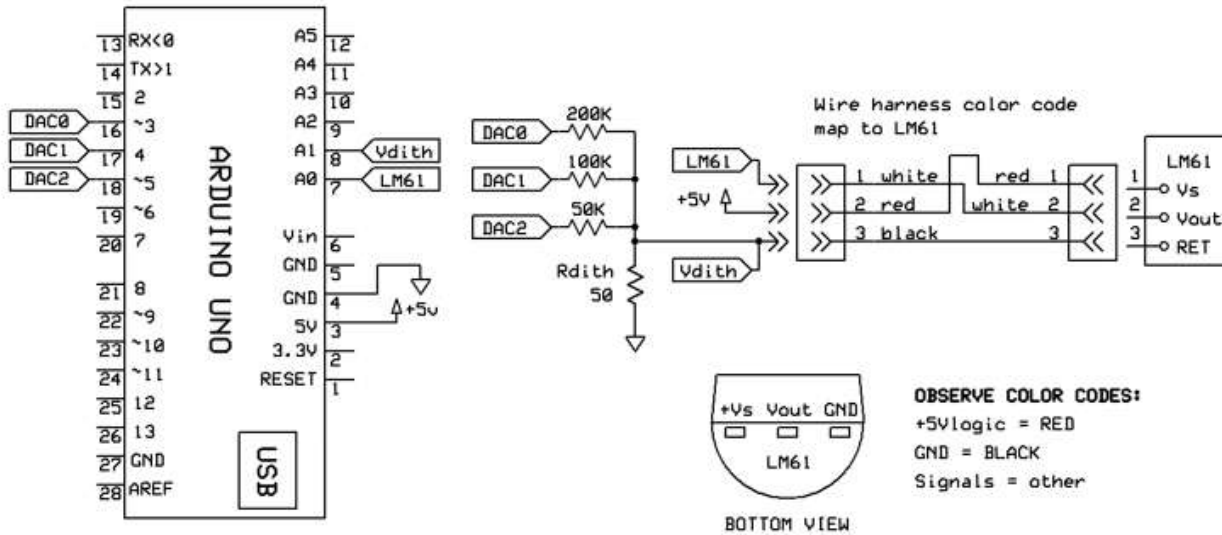 ARDUINO UNO
USB
13 RX<0
14 TX>1
15 2
DAC0 16 ~3
DAC1 17 4
DAC2 18 ~5
19 ~6
20 7
21 8
22 ~9
23 ~10
24 ~11
25 12
26 13
27 GND
28 AREF
A5 12
A4 11
A3 10
A2 9
A1 8 Vdith
A0 7 LM61
Vin 6
GND 5
GND 4
5V 3
+5v
3.3V 2
RESET 1
DAC0 200K
DAC1 100K
DAC2 50K
Rdith
50
Vdith
Wire harness color code
map to LM61
LM61
+5V
1 white red 1
2 red white 2
3 black 3
LM61
1 Vs
2 Vout
3 RET
+Vs Vout GND
LM61
BOTTOM VIEW
OBSERVE COLOR CODES:
+5Vlogic = RED
GND = BLACK
Signals = other